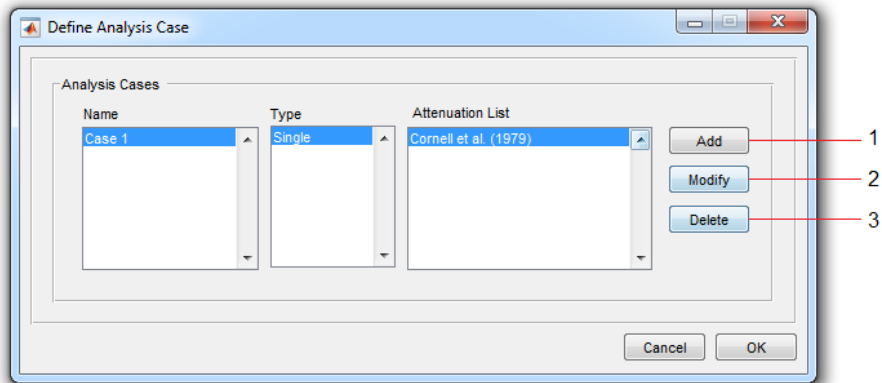 Define Analysis Case
Analysis Cases
Name Type Attenuation List
Case 1 Single Cornell et al. (1979)
Add 1
Modify 2
Delete 3
Cancel OK